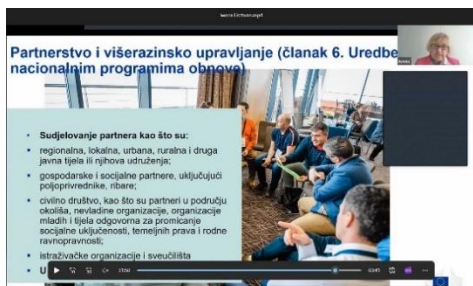 Partnerstvo i višerazinsko upravljanje (članak 6. Uredbe
nacionalnim programima obnove)
• Sudjelovanje partnera kao što su:
• regionalna, lokalna, urbana, ruralna i druga
javna tijela ili njihova udruženja;
• gospodarske i socijalne partnere, uključujući
poljoprivrednike, ribare;
• civilno društvo, kao što su partneri u području
okoliša, nevladine organizacije, organizacije
mladih i tijela odgovorna za promicanje
socijalne uključenosti, temeljnih prava i rodne
ravnopravnosti;
• istraživačke organizacije i sveučilišta